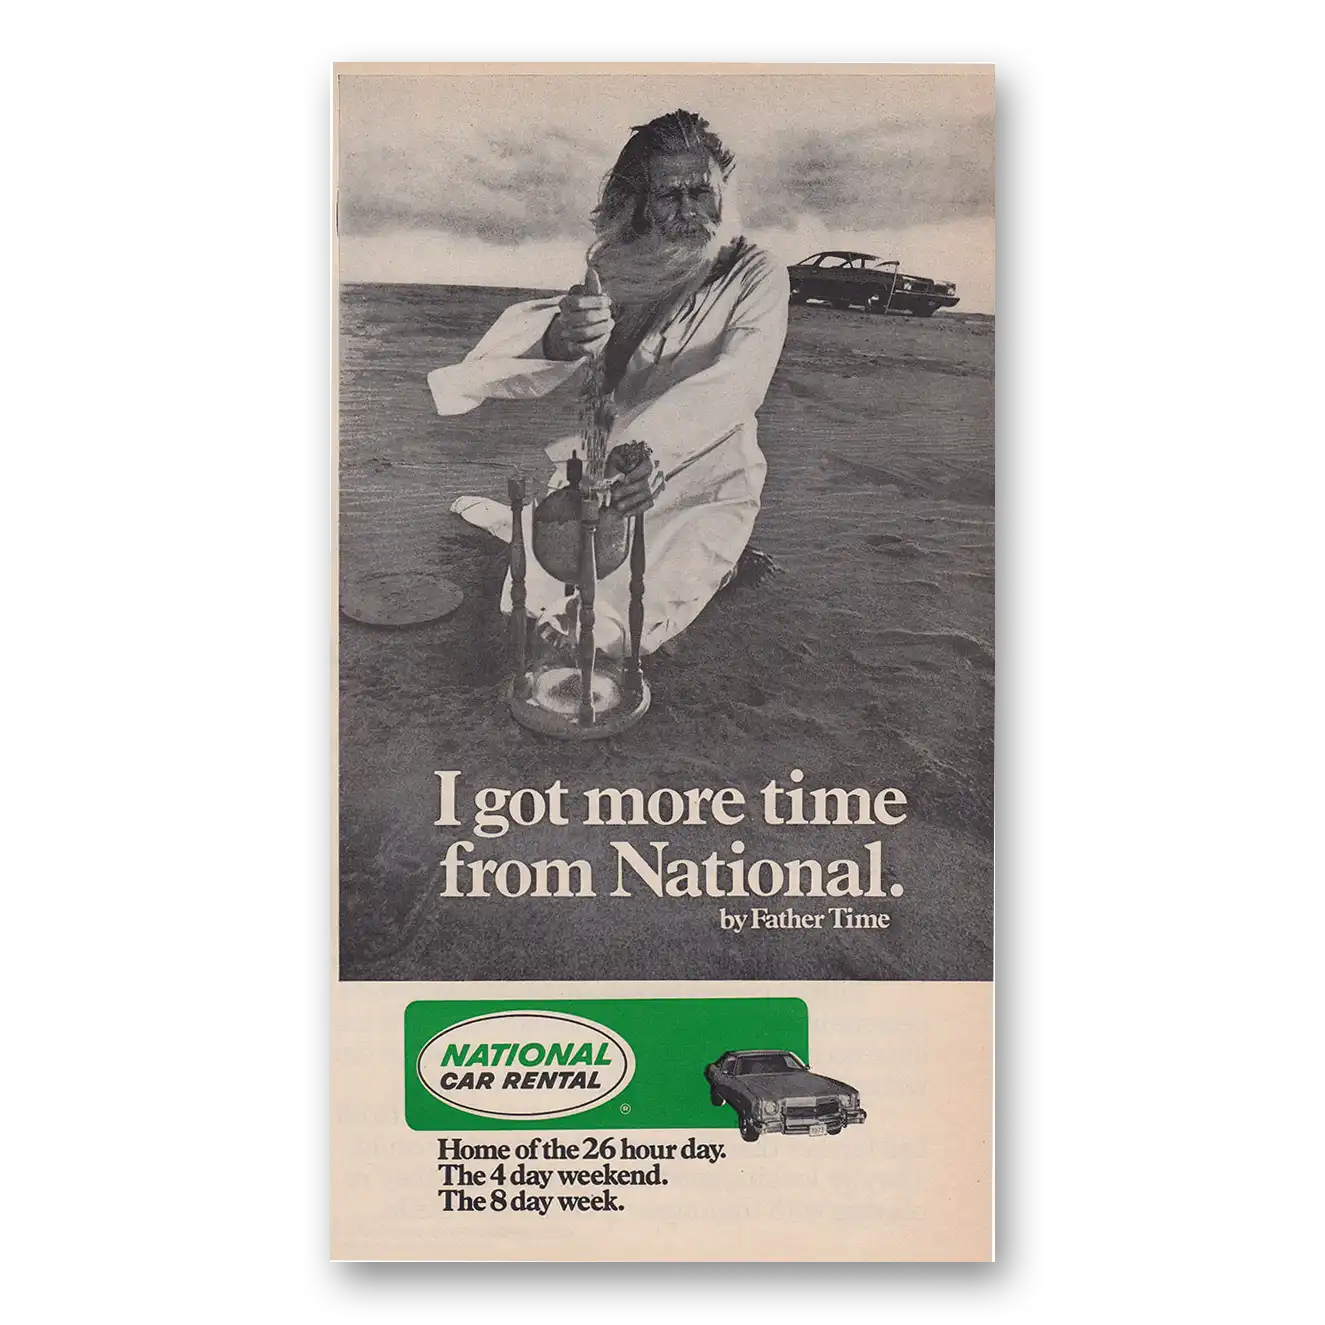 I got more time
from National.
by Father Time
NATIONAL
CAR RENTAL
®
1973
Home of the 26 hour day.
The 4 day weekend.
The 8 day week.